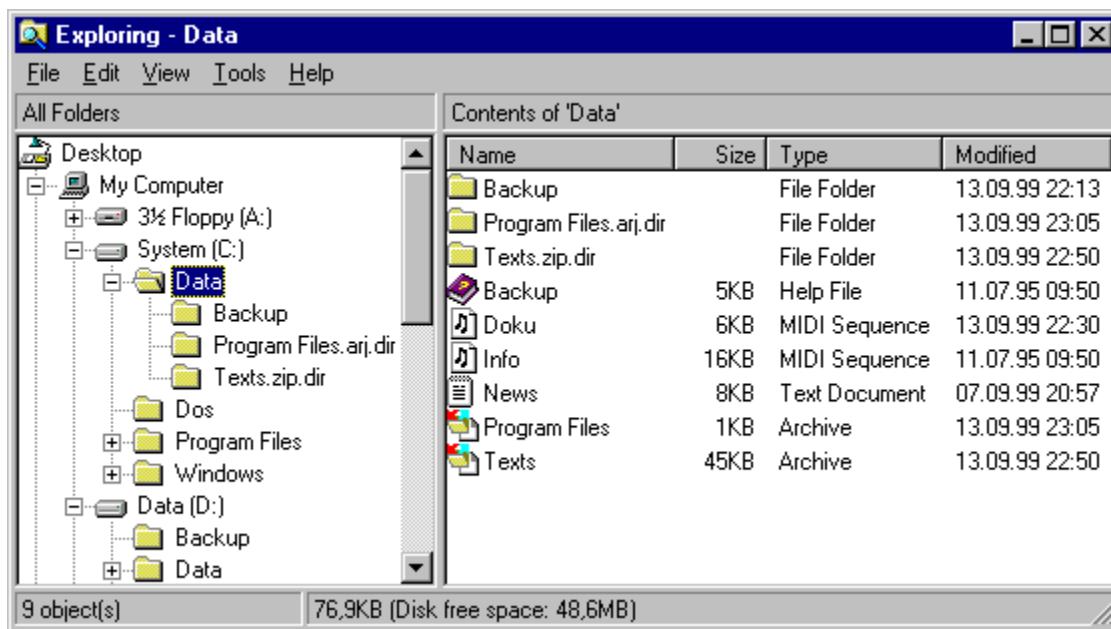 Exploring - Data
File Edit View Tools Help
All Folders
Contents of 'Data'
Desktop
My Computer
3½ Floppy (A:)
System (C:)
Data
Backup
Program Files.arj.dir
Texts.zip.dir
Dos
Program Files
Windows
Data (D:)
Backup
Data
Name Size Type Modified
Backup File Folder 13.09.99 22:13
Program Files.arj.dir File Folder 13.09.99 23:05
Texts.zip.dir File Folder 13.09.99 22:50
Backup 5KB Help File 11.07.95 09:50
Doku 6KB MIDI Sequence 13.09.99 22:30
Info 16KB MIDI Sequence 11.07.95 09:50
News 8KB Text Document 07.09.99 20:57
Program Files 1KB Archive 13.09.99 23:05
Texts 45KB Archive 13.09.99 22:50
9 object(s)
76,9KB (Disk free space: 48,6MB)